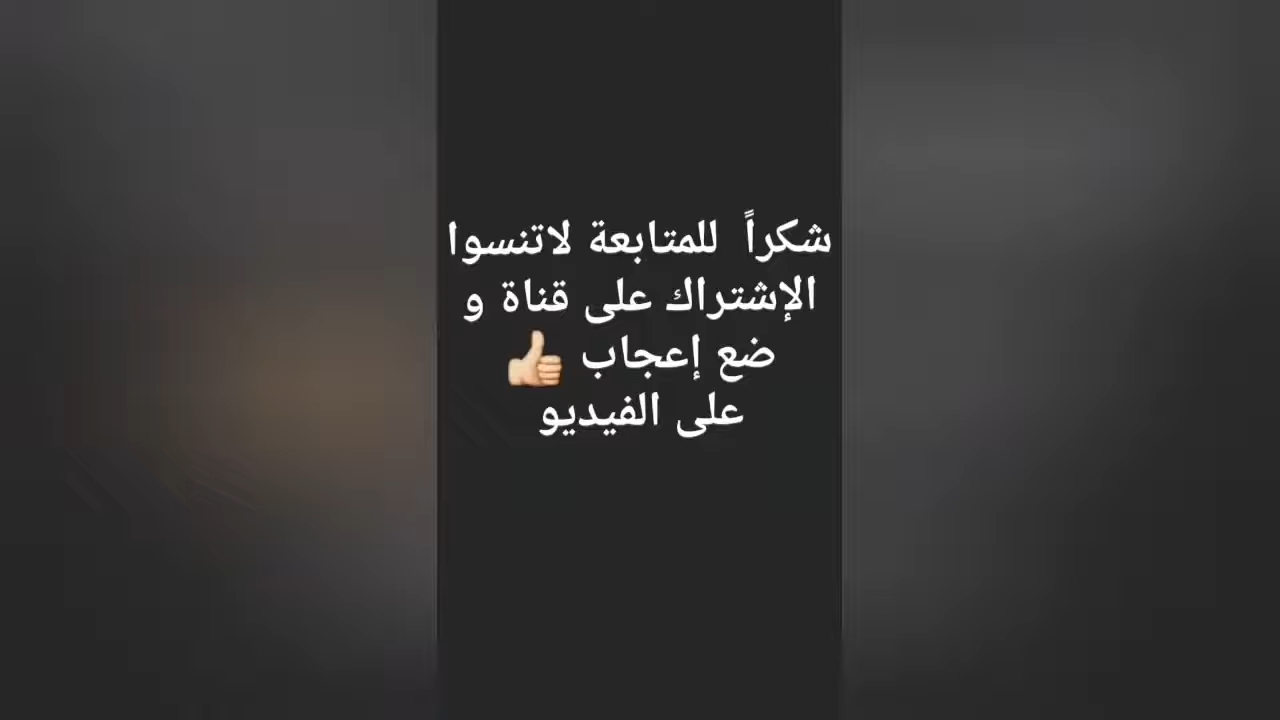 شكراً للمتابعة لاتنسوا
الإشتراك على قناة و
ضع إعجاب 👍🏼
على الفيديو